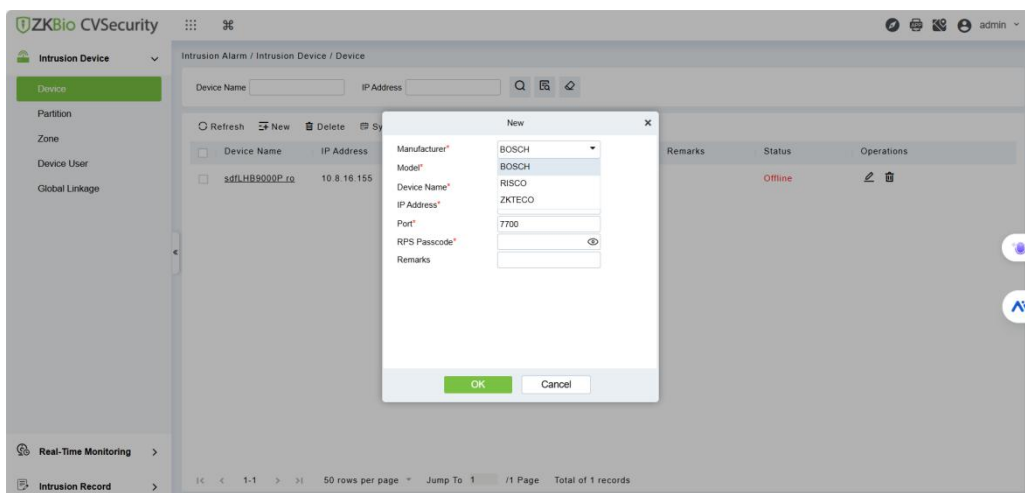 ZKBio CVSecurity
admin
Intrusion Device
Intrusion Alarm / Intrusion Device / Device
Device
Partition
Zone
Device User
Global Linkage
Real-Time Monitoring
Intrusion Record
Device Name
IP Address
Refresh New Delete Sy
Device Name IP Address Remarks Status Operations
sdfLHB9000P ro 10.8.16.155 Offline
New
Manufacturer* BOSCH
Model* BOSCH
RISCO
Device Name*
ZKTECO
IP Address*
Port* 7700
RPS Passcode*
Remarks
OK Cancel
1-1 50 rows per page Jump To 1 /1 Page Total of 1 records